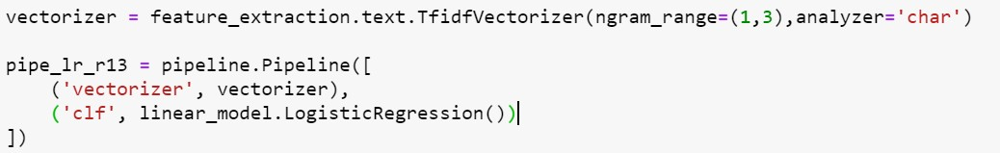 vectorizer = feature_extraction.text.TfidfVectorizer(ngram_range=(1,3),analyzer='char')
pipe_lr_r13 = pipeline.Pipeline([
    ('vectorizer', vectorizer),
    ('clf', linear_model.LogisticRegression())
])